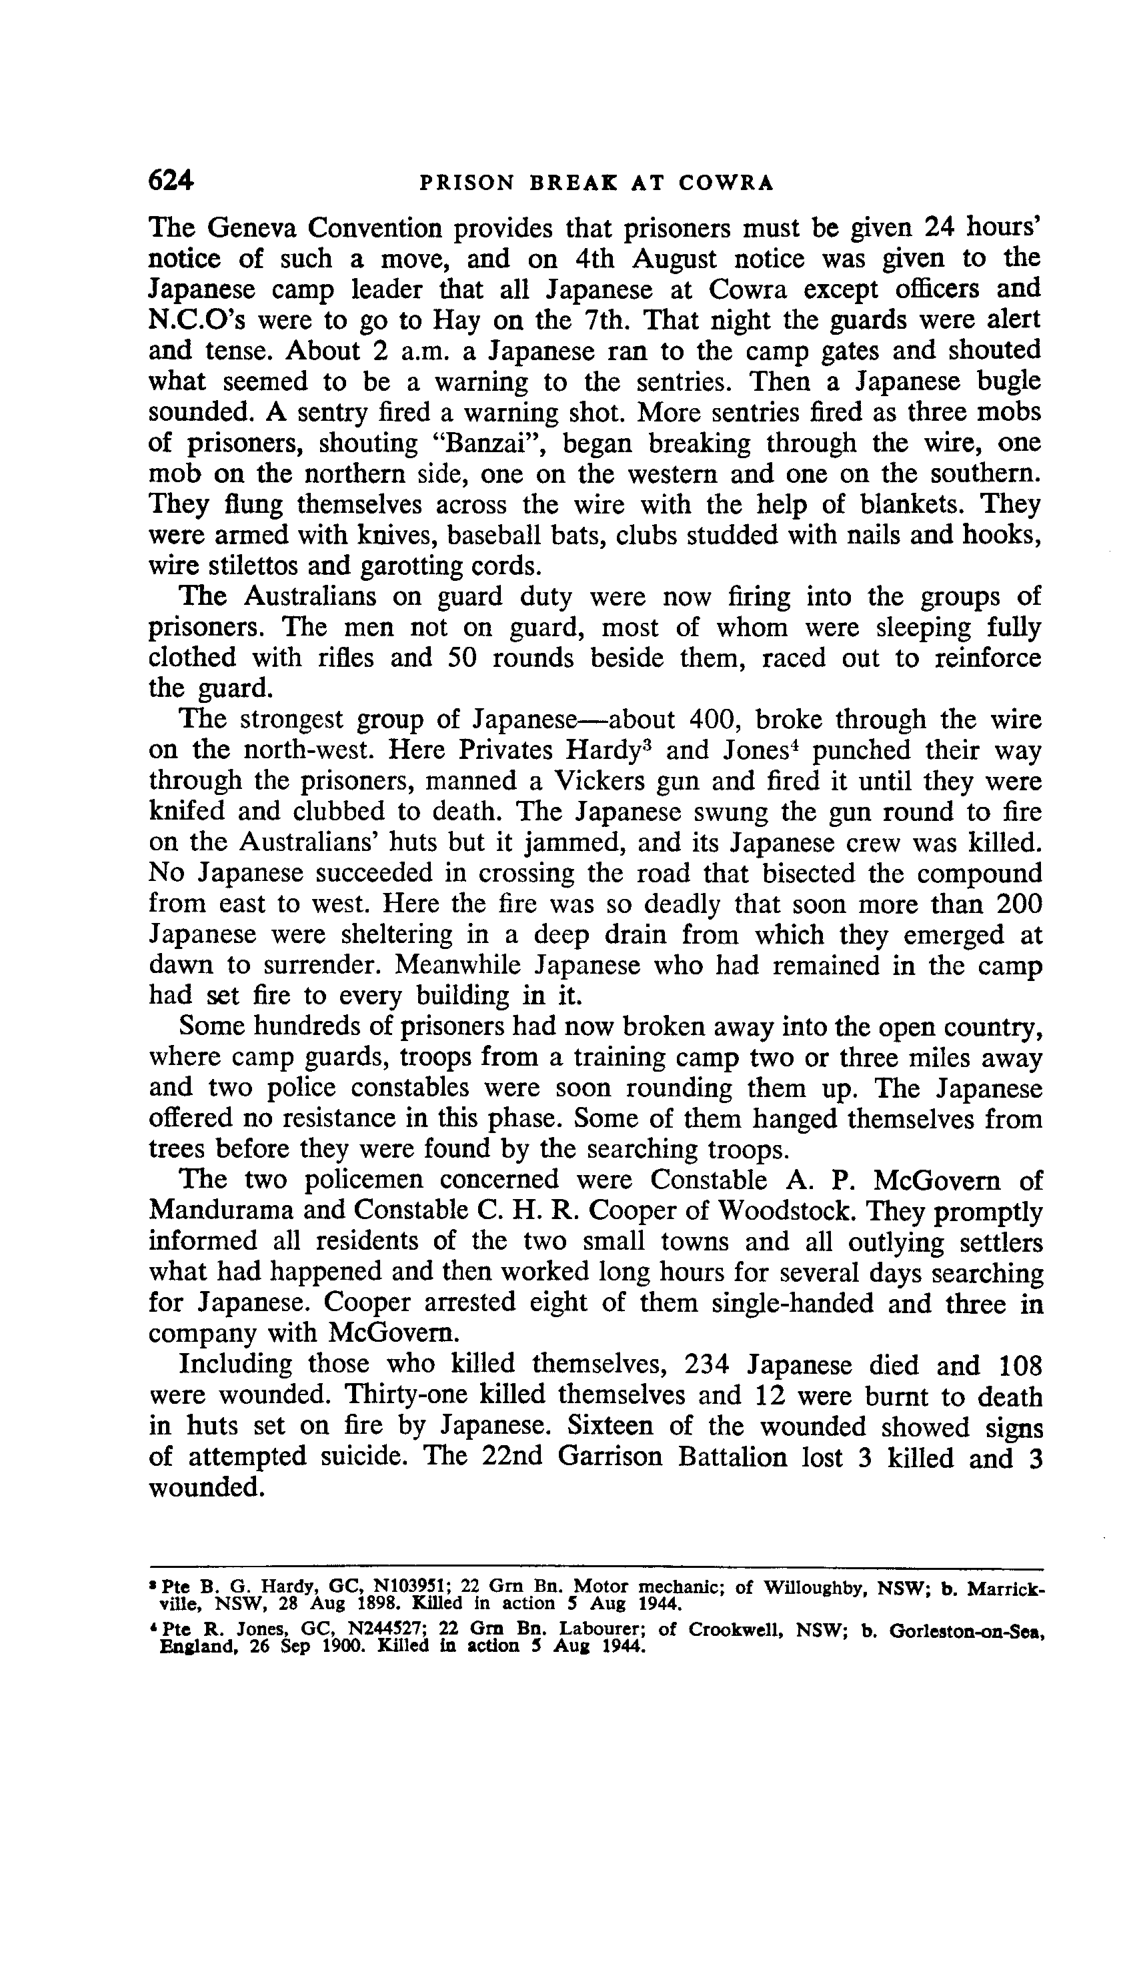 624 PRISON BREAK AT COWRA
The Geneva Convention provides that prisoners must be given 24 hours’
notice of such a move, and on 4th August notice was given to the
Japanese camp leader that all Japanese at Cowra except officers and
N.C.O's were to go to Hay on the 7th. That night the guards were alert
and tense. About 2 a.m. a Japanese ran to the camp gates and shouted
what seemed to be a warning to the sentries. Then a Japanese bugle
sounded. A sentry fired a warning shot. More sentries fired as three mobs
of prisoners, shouting “Banzai”, began breaking through the wire, one
mob on the northern side, one on the western and one on the southern.
They flung themselves across the wire with the help of blankets. They
were armed with knives, baseball bats, clubs studded with nails and hooks,
wire stilettos and garotting cords.
The Australians on guard duty were now firing into the groups of
prisoners. The men not on guard, most of whom were sleeping fully
clothed with rifles and 50 rounds beside them, raced out to reinforce
the guard.
The strongest group of Japanese—about 400, broke through the wire
on the north-west. Here Privates Hardy³ and Jones⁴ punched their way
through the prisoners, manned a Vickers gun and fired it until they were
knifed and clubbed to death. The Japanese swung the gun round to fire
on the Australians’ huts but it jammed, and its Japanese crew was killed.
No Japanese succeeded in crossing the road that bisected the compound
from east to west. Here the fire was so deadly that soon more than 200
Japanese were sheltering in a deep drain from which they emerged at
dawn to surrender. Meanwhile Japanese who had remained in the camp
had set fire to every building in it.
Some hundreds of prisoners had now broken away into the open country,
where camp guards, troops from a training camp two or three miles away
and two police constables were soon rounding them up. The Japanese
offered no resistance in this phase. Some of them hanged themselves from
trees before they were found by the searching troops.
The two policemen concerned were Constable A. P. McGovern of
Mandurama and Constable C. H. R. Cooper of Woodstock. They promptly
informed all residents of the two small towns and all outlying settlers
what had happened and then worked long hours for several days searching
for Japanese. Cooper arrested eight of them single-handed and three in
company with McGovern.
Including those who killed themselves, 234 Japanese died and 108
were wounded. Thirty-one killed themselves and 12 were burnt to death
in huts set on fire by Japanese. Sixteen of the wounded showed signs
of attempted suicide. The 22nd Garrison Battalion lost 3 killed and 3
wounded.
³ Pte B. G. Hardy, GC, N103951; 22 Grn Bn. Motor mechanic; of Willoughby, NSW; b. Marrick-
ville, NSW, 28 Aug 1898. Killed in action 5 Aug 1944.
⁴ Pte R. Jones, GC, N244527; 22 Grn Bn. Labourer; of Crookwell, NSW; b. Gorleston-on-Sea,
England, 26 Sep 1900. Killed in action 5 Aug 1944.